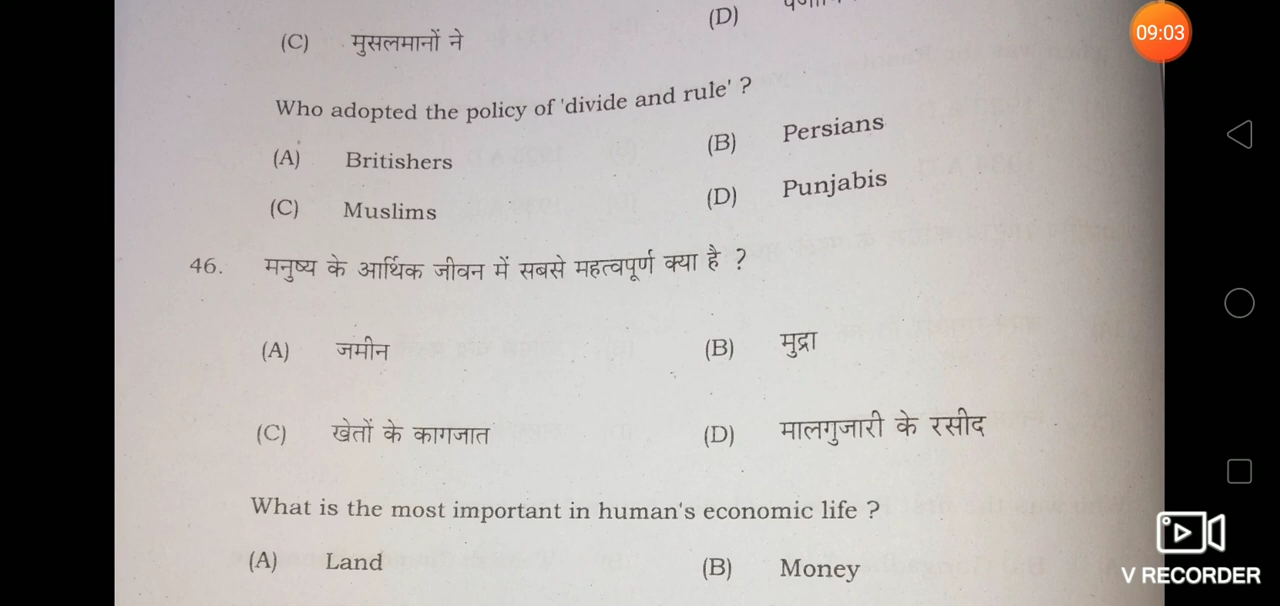 (D)
(C) मुसलमानों ने
09:03
Who adopted the policy of 'divide and rule' ?
(A) Britishers (B) Persians
(C) Muslims (D) Punjabis
46. मनुष्य के आर्थिक जीवन में सबसे महत्वपूर्ण क्या है ?
(A) जमीन (B) मुद्रा
(C) खेतों के कागजात (D) मालगुजारी के रसीद
What is the most important in human's economic life ?
(A) Land (B) Money
V RECORDER